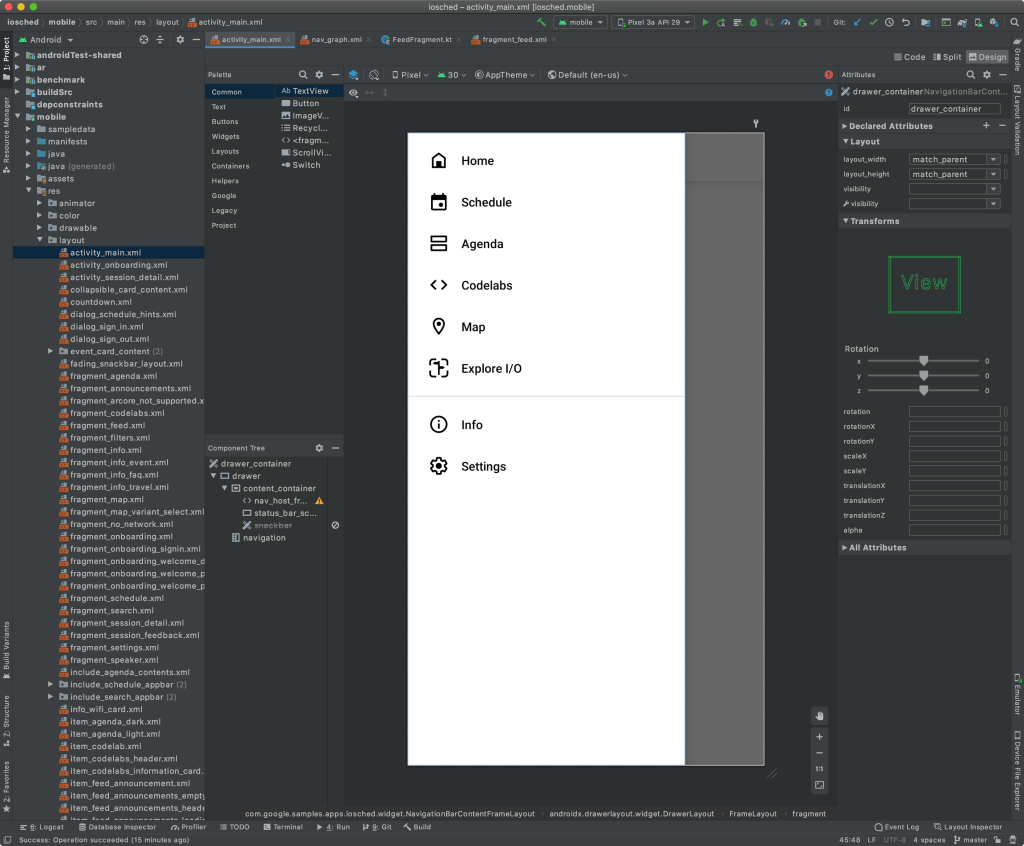 iosched – activity_main.xml
iosched mobile src main res layout activity_main.xml
mobile Pixel 3a API 29 Git:
Android
activity_main.xml nav_graph.xml FeedFragment.kt fragment_feed.xml
1: Project
Resource Manager
Build Variants
7: Structure
2: Favorites
androidTest-shared
ar
benchmark
buildSrc
depconstraints
mobile
sampledata
manifests
java
java (generated)
assets
res
animator
color
drawable
layout
activity_main.xml
activity_onboarding.xml
activity_session_detail.xml
collapsible_card_content.xml
countdown.xml
dialog_schedule_hints.xml
dialog_sign_in.xml
dialog_sign_out.xml
event_card_content (2)
fading_snackbar_layout.xml
fragment_agenda.xml
fragment_announcements.xml
fragment_arcore_not_supported.x
fragment_codelabs.xml
fragment_feed.xml
fragment_filters.xml
fragment_info.xml
fragment_info_event.xml
fragment_info_faq.xml
fragment_info_travel.xml
fragment_map.xml
fragment_map_variant_select.xml
fragment_no_network.xml
fragment_onboarding.xml
fragment_onboarding_signin.xml
fragment_onboarding_welcome_d
fragment_onboarding_welcome_p
fragment_onboarding_welcome_p
fragment_schedule.xml
fragment_search.xml
fragment_session_detail.xml
fragment_session_feedback.xml
fragment_settings.xml
fragment_speaker.xml
include_agenda_contents.xml
include_schedule_appbar (2)
include_search_appbar (2)
info_wifi_card.xml
item_agenda_dark.xml
item_agenda_light.xml
item_codelab.xml
item_codelabs_header.xml
item_codelabs_information_card.
item_feed_announcement.xml
item_feed_announcements_empty
item_feed_announcements_heade
Palette
Common
Text
Buttons
Widgets
Layouts
Containers
Helpers
Google
Legacy
Project
Ab TextView
Button
ImageV...
Recycl...
<fragm...
ScrollVi...
Switch
Component Tree
drawer_container
drawer
content_container
nav_host_fr...
status_bar_sc...
snackbar
navigation
Code Split Design
Pixel 30 AppTheme Default (en-us)
Home
Schedule
Agenda
Codelabs
Map
Explore I/O
Info
Settings
1:1
Attributes
drawer_container NavigationBarCont...
id drawer_container
Declared Attributes
Layout
layout_width match_parent
layout_height match_parent
visibility
visibility
Transforms
View
Rotation
x 0
y 0
z 0
rotation
rotationX
rotationY
scaleX
scaleY
translationX
translationY
translationZ
alpha
All Attributes
Gradle
Layout Validation
Emulator
Device File Explorer
com.google.samples.apps.iosched.widget.NavigationBarContentFrameLayout androidx.drawerlayout.widget.DrawerLayout FrameLayout fragment
6: Logcat Database Inspector Profiler TODO Terminal 4: Run 9: Git Build Event Log Layout Inspector
Success: Operation succeeded (15 minutes ago) 45:48 LF UTF-8 4 spaces master